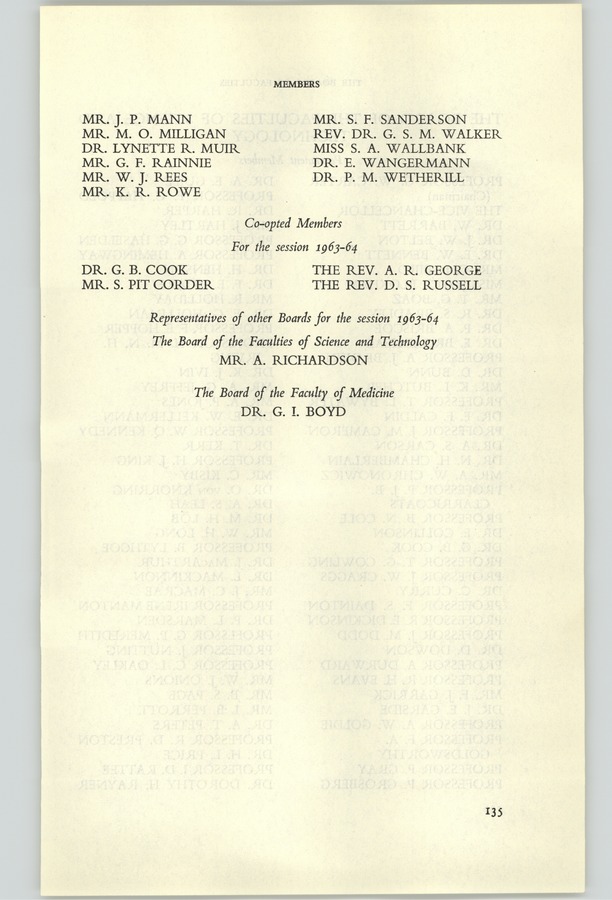 MEMBERS
MR. J. P. MANN
MR. M. O. MILLIGAN
DR. LYNETTE R. MUIR
MR. G. F. RAINNIE
MR. W. J. REES
MR. K. R. ROWE
MR. S. F. SANDERSON
REV. DR. G. S. M. WALKER
MISS S. A. WALLBANK
DR. E. WANGERMANN
DR. P. M. WETHERILL
Co-opted Members
For the session 1963-64
DR. G. B. COOK
MR. S. PIT CORDER
THE REV. A. R. GEORGE
THE REV. D. S. RUSSELL
Representatives of other Boards for the session 1963-64
The Board of the Faculties of Science and Technology
MR. A. RICHARDSON
The Board of the Faculty of Medicine
DR. G. I. BOYD
135